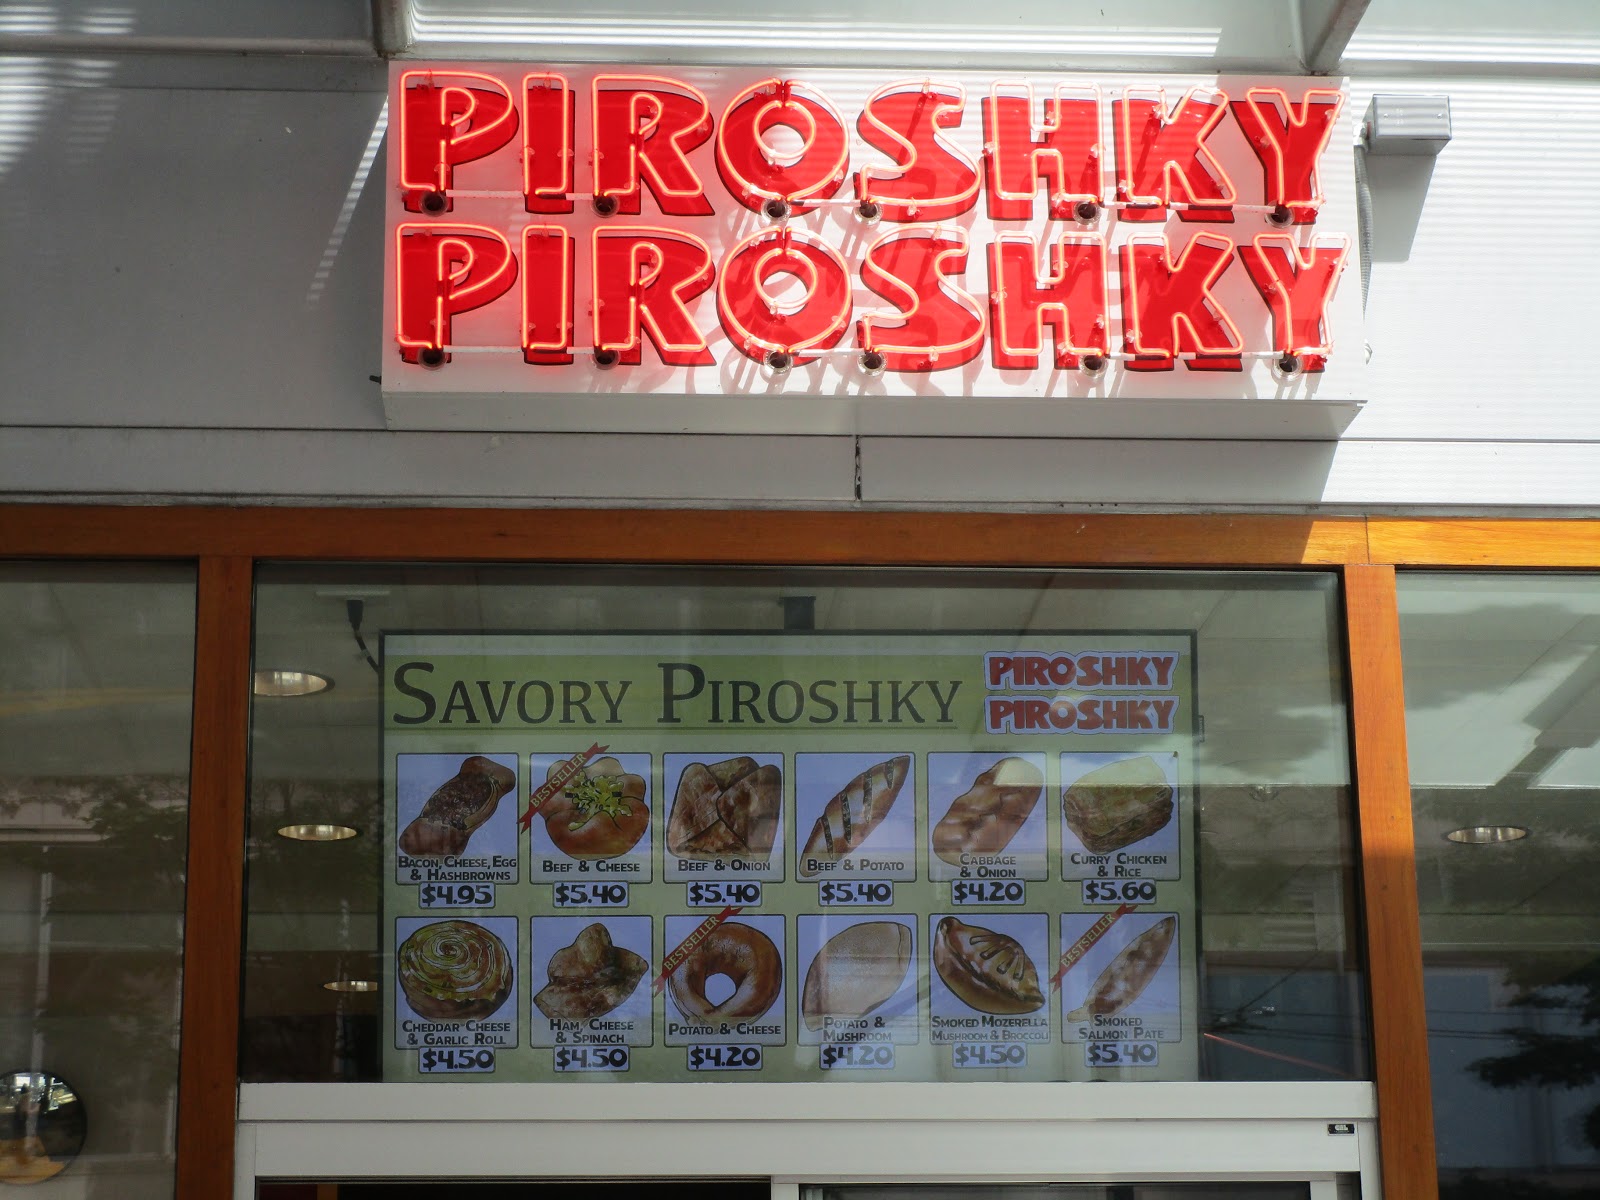 PIROSHKY
PIROSHKY
SAVORY PIROSHKY
PIROSHKY
PIROSHKY
BACON, CHEESE, EGG
& HASHBROWNS
$4.95
BESTSELLER
BEEF & CHEESE
$5.40
BEEF & ONION
$5.40
BEEF & POTATO
$5.40
CABBAGE
& ONION
$4.20
CURRY CHICKEN
& RICE
$5.60
CHEDDAR CHEESE
& GARLIC ROLL
$4.50
HAM, CHEESE
& SPINACH
$4.50
BESTSELLER
POTATO & CHEESE
$4.20
POTATO &
MUSHROOM
$4.20
SMOKED MOZERELLA
MUSHROOM & BROCCOLI
$4.50
BESTSELLER
SMOKED
SALMON PATE
$5.40